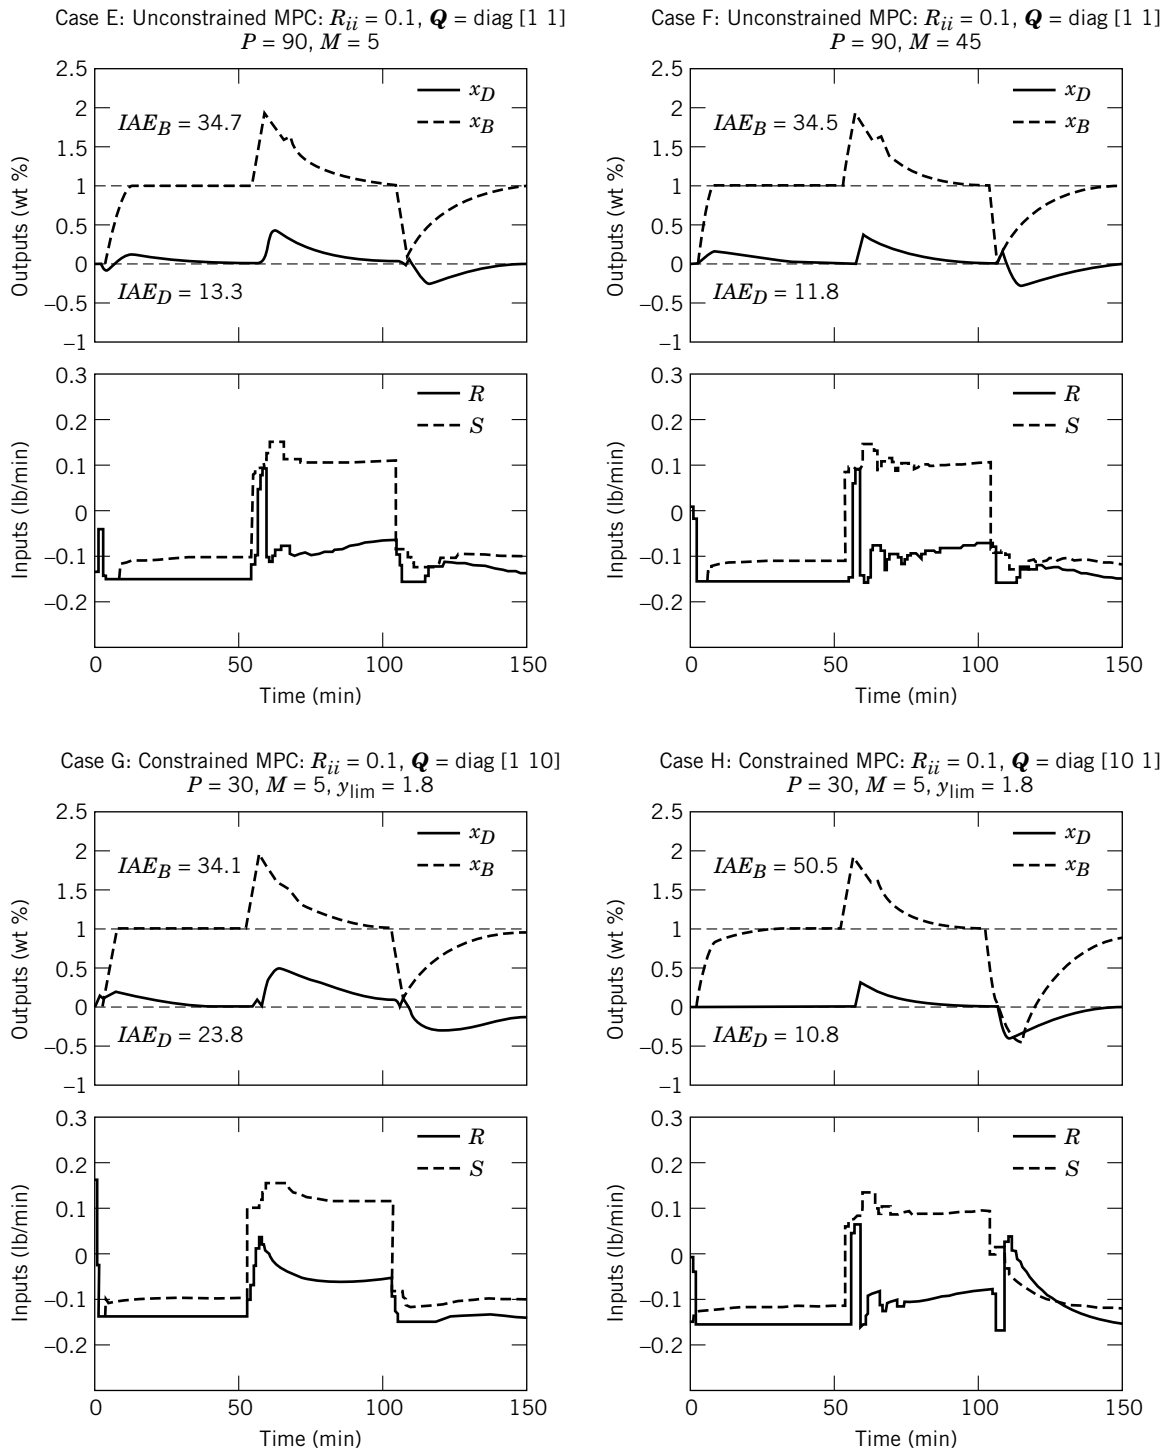 Case E: Unconstrained MPC: R_ii = 0.1, Q = diag [1 1]
P = 90, M = 5
2.5
2
1.5
1
0.5
0
−0.5
−1
Outputs (wt %)
x_D
x_B
IAE_B = 34.7
IAE_D = 13.3
0.3
0.2
0.1
0
−0.1
−0.2
Inputs (lb/min)
R
S
0 50 100 150
Time (min)
Case F: Unconstrained MPC: R_ii = 0.1, Q = diag [1 1]
P = 90, M = 45
2.5
2
1.5
1
0.5
0
−0.5
−1
Outputs (wt %)
x_D
x_B
IAE_B = 34.5
IAE_D = 11.8
0.3
0.2
0.1
0
−0.1
−0.2
Inputs (lb/min)
R
S
0 50 100 150
Time (min)
Case G: Constrained MPC: R_ii = 0.1, Q = diag [1 10]
P = 30, M = 5, y_lim = 1.8
2.5
2
1.5
1
0.5
0
−0.5
−1
Outputs (wt %)
x_D
x_B
IAE_B = 34.1
IAE_D = 23.8
0.3
0.2
0.1
0
−0.1
−0.2
Inputs (lb/min)
R
S
0 50 100 150
Time (min)
Case H: Constrained MPC: R_ii = 0.1, Q = diag [10 1]
P = 30, M = 5, y_lim = 1.8
2.5
2
1.5
1
0.5
0
−0.5
−1
Outputs (wt %)
x_D
x_B
IAE_B = 50.5
IAE_D = 10.8
0.3
0.2
0.1
0
−0.1
−0.2
Inputs (lb/min)
R
S
0 50 100 150
Time (min)